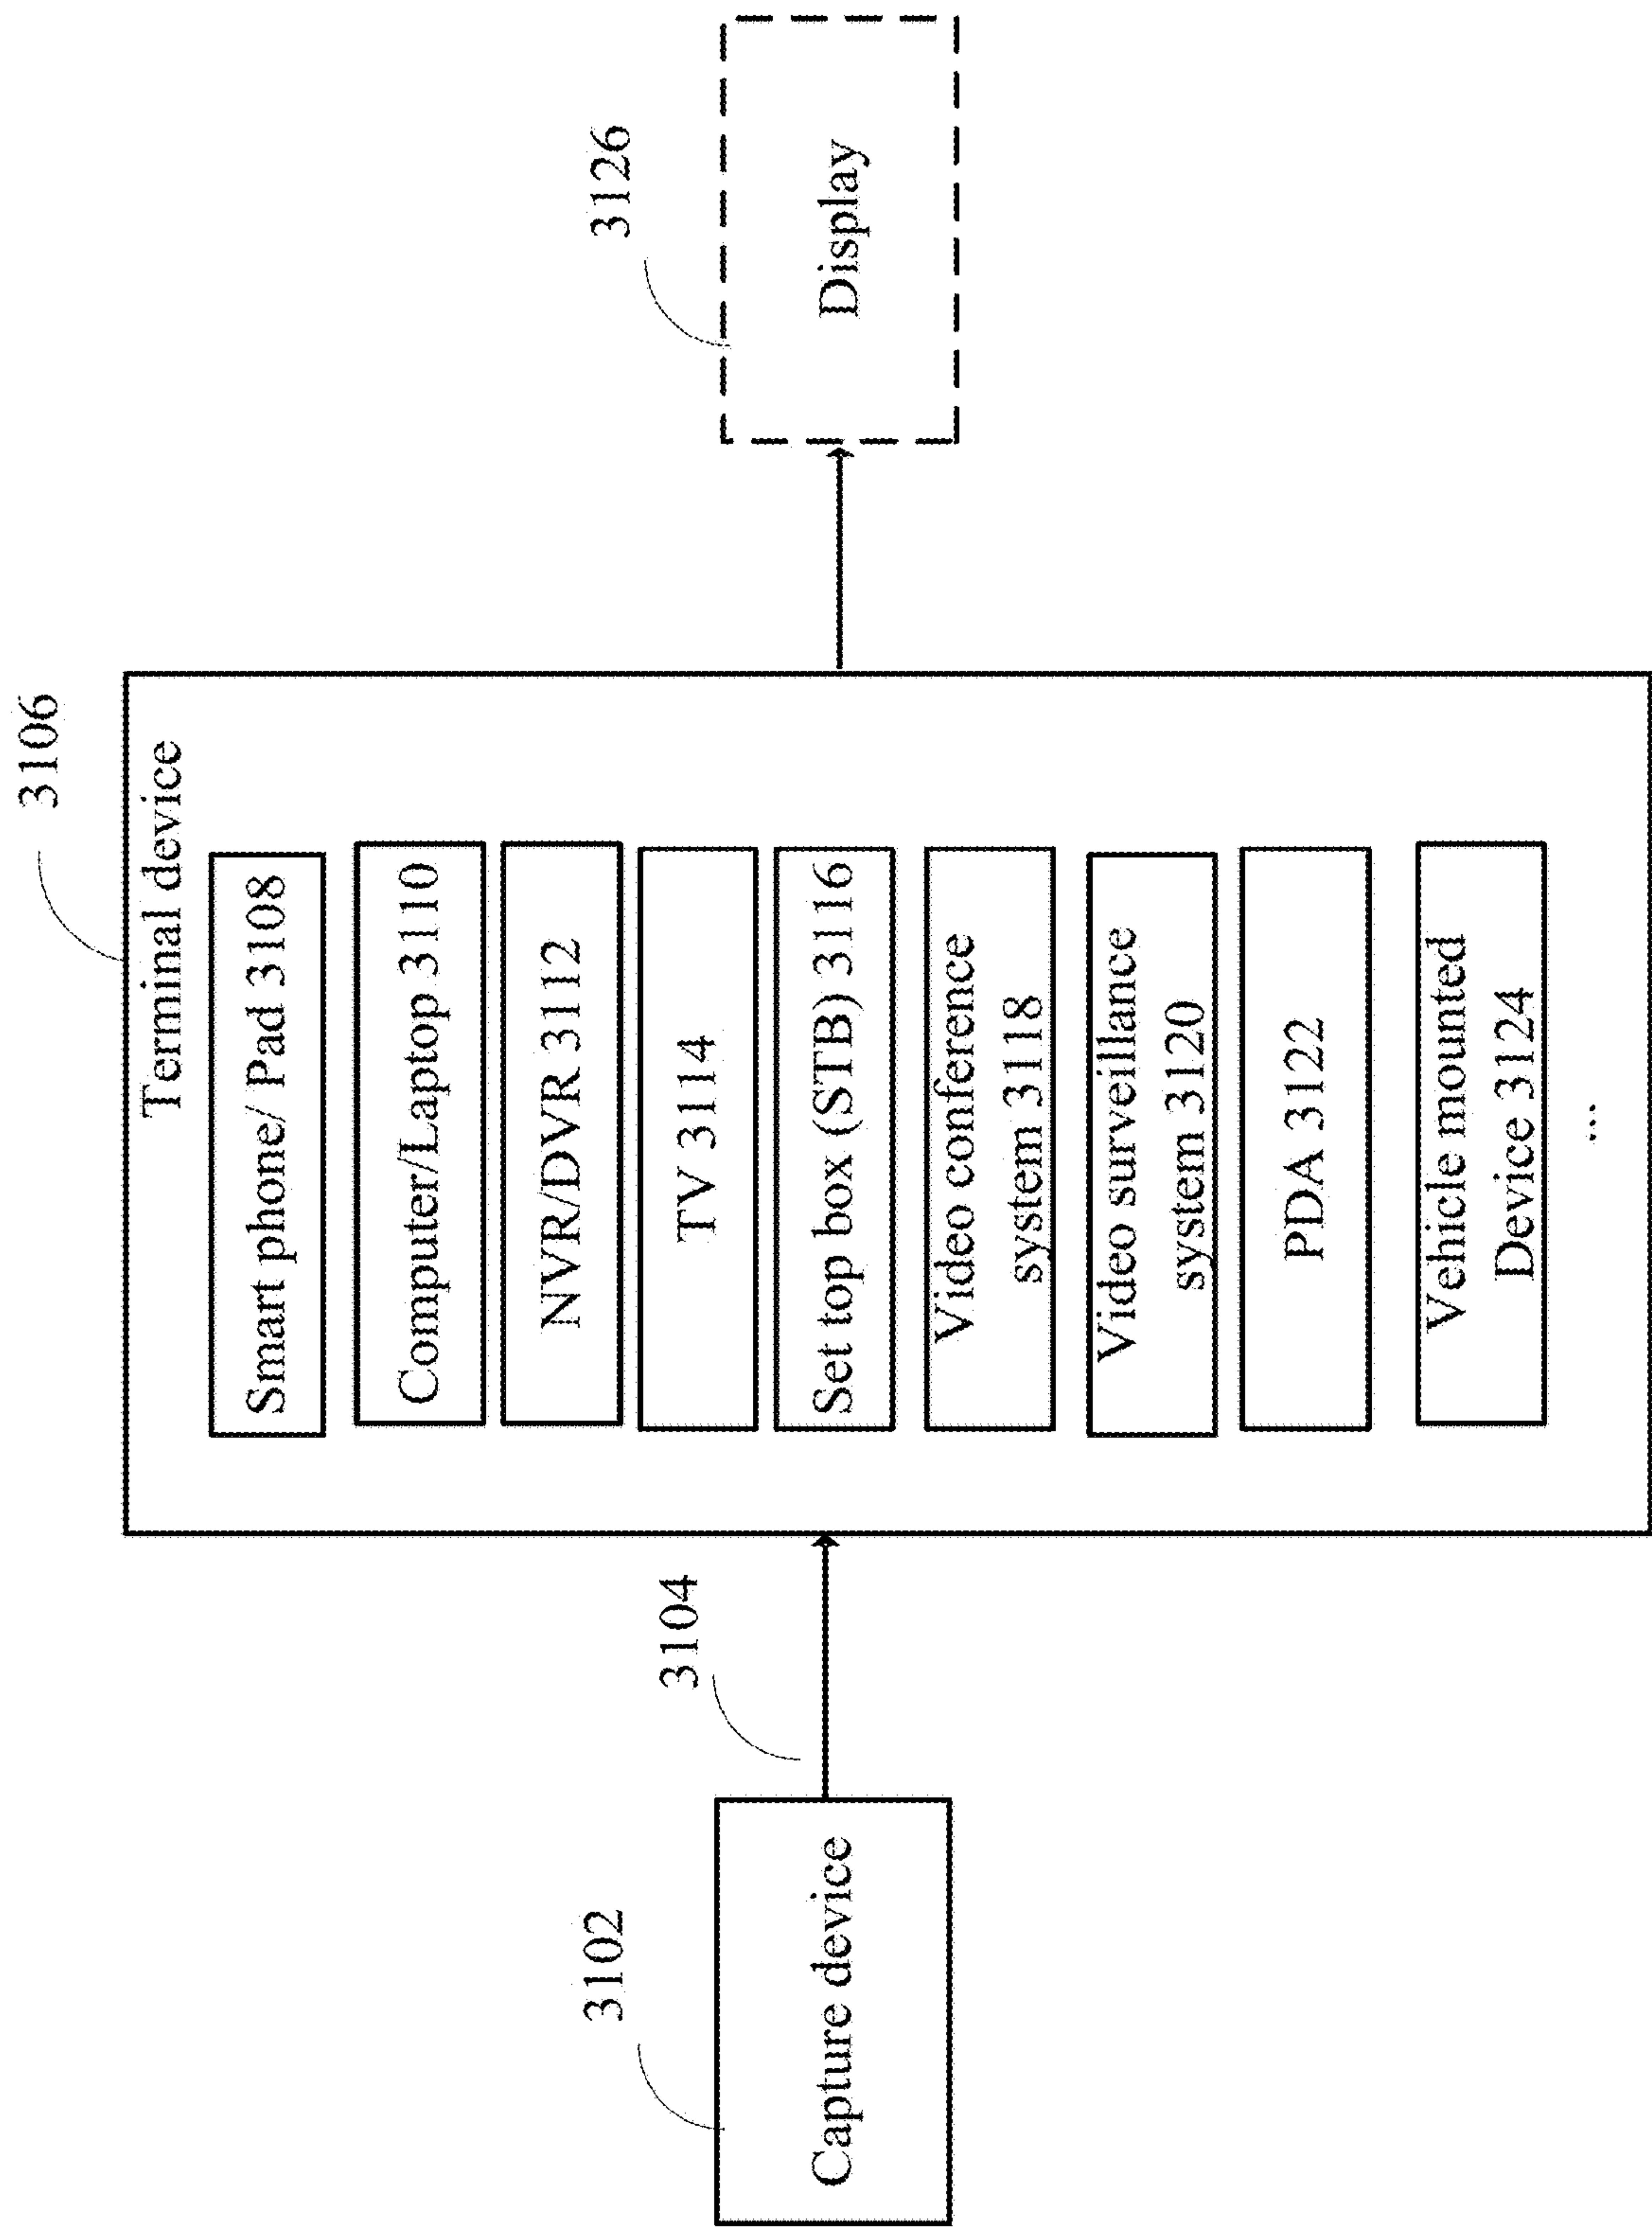 3106
Terminal device
Smart phone/ Pad 3108
Computer/Laptop 3110
NVR/DVR 3112
TV 3114
Set top box (STB) 3116
Video conference
system 3118
Video surveillance
system 3120
PDA 3122
Vehicle mounted
Device 3124
...
3102
Capture device
3104
3126
Display